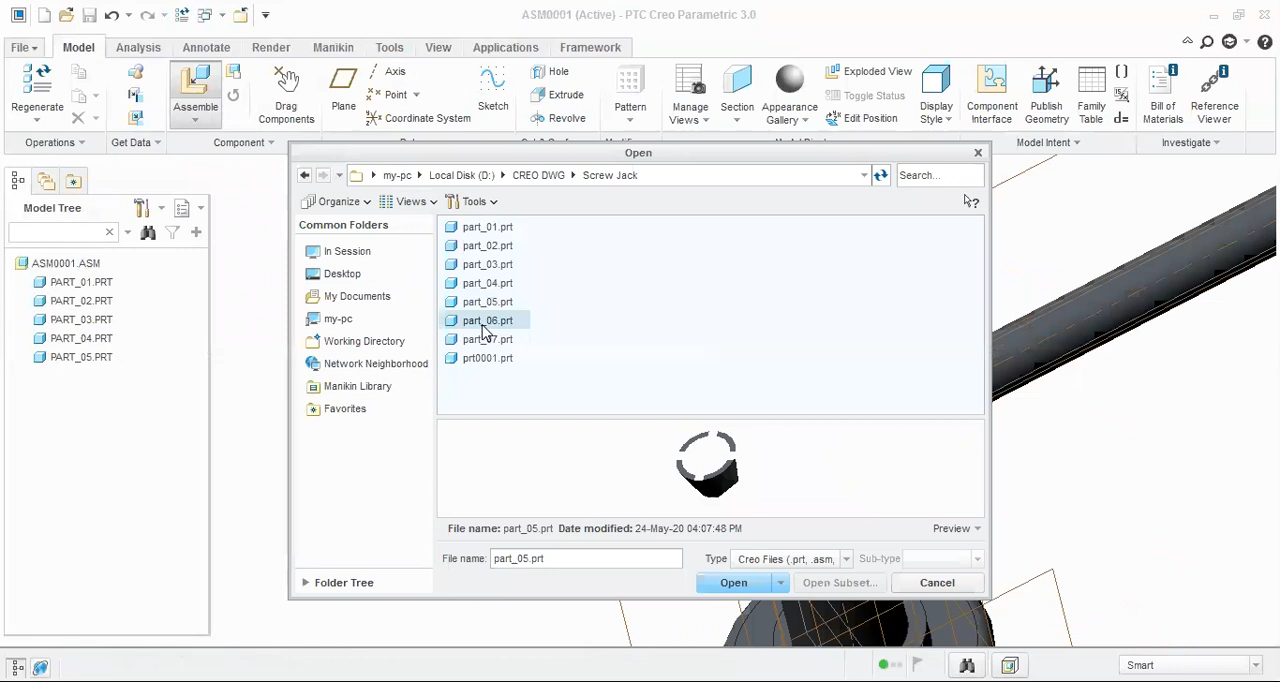 ASM0001 (Active) - PTC Creo Parametric 3.0
File Model Analysis Annotate Render Manikin Tools View Applications Framework
Regenerate
Assemble
Drag Components
Plane
Axis
Point
Coordinate System
Sketch
Hole
Extrude
Revolve
Pattern
Manage Views
Section
Appearance Gallery
Exploded View
Toggle Status
Edit Position
Display Style
Component Interface
Publish Geometry
Family Table
d=
Bill of Materials
Reference Viewer
Operations Get Data Component Model Intent Investigate
Open
my-pc Local Disk (D:) CREO DWG Screw Jack Search...
Organize Views Tools
Model Tree
ASM0001.ASM
PART_01.PRT
PART_02.PRT
PART_03.PRT
PART_04.PRT
PART_05.PRT
Common Folders
In Session
Desktop
My Documents
my-pc
Working Directory
Network Neighborhood
Manikin Library
Favorites
Folder Tree
part_01.prt
part_02.prt
part_03.prt
part_04.prt
part_05.prt
part_06.prt
part_07.prt
prt0001.prt
File name: part_05.prt Date modified: 24-May-20 04:07:48 PM Preview
File name: part_05.prt Type Creo Files (.prt, .asm, Sub-type
Open Open Subset... Cancel
Smart